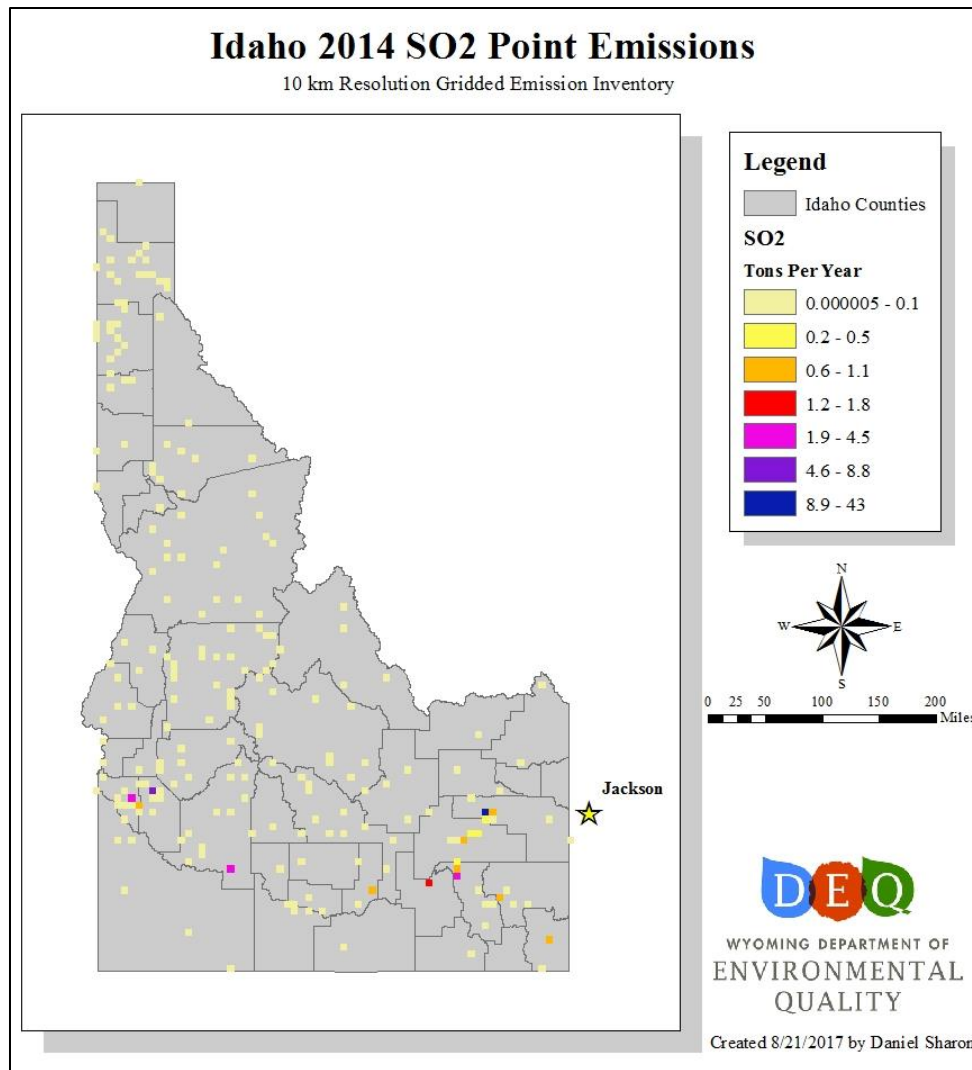 Idaho 2014 SO2 Point Emissions
10 km Resolution Gridded Emission Inventory
Jackson
Legend
Idaho Counties
SO2
Tons Per Year
0.000005 - 0.1
0.2 - 0.5
0.6 - 1.1
1.2 - 1.8
1.9 - 4.5
4.6 - 8.8
8.9 - 43
N
W E
S
0 25 50 100 150 200
Miles
DEQ
WYOMING DEPARTMENT OF
ENVIRONMENTAL
QUALITY
Created 8/21/2017 by Daniel Sharon